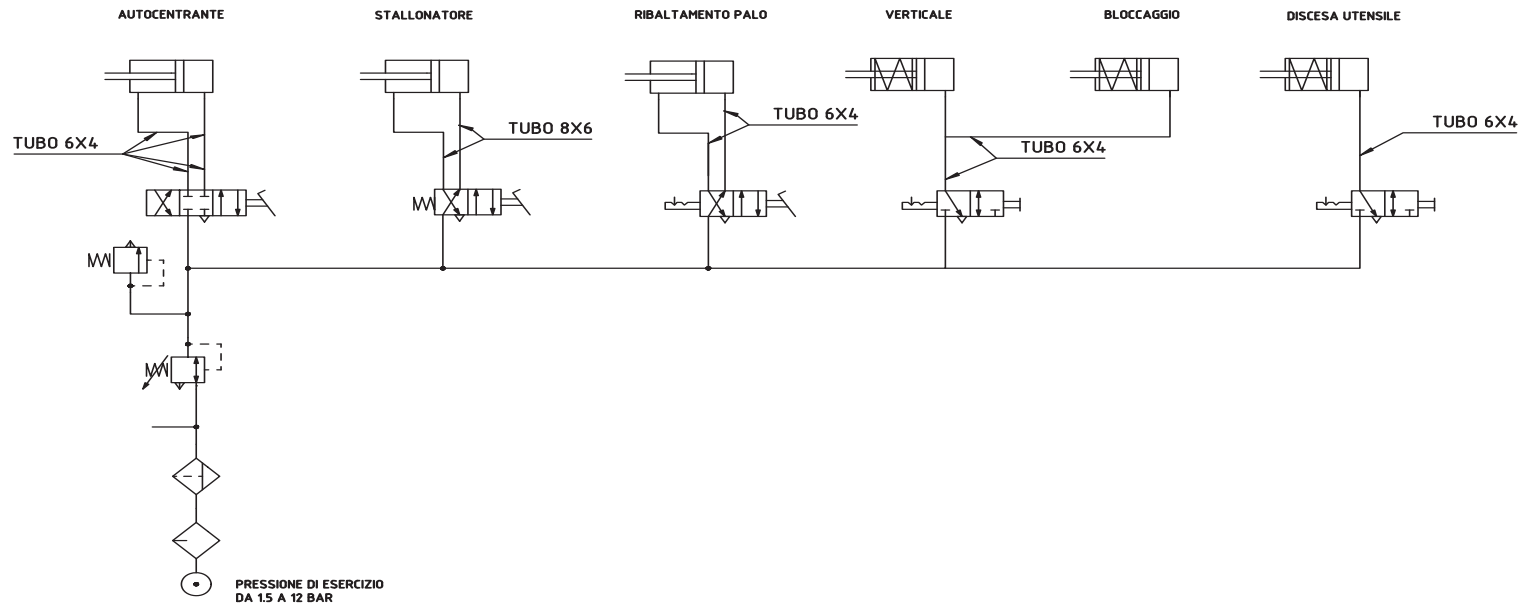 AUTOCENTRANTE
STALLONATORE
RIBALTAMENTO PALO
VERTICALE
BLOCCAGGIO
DISCESA UTENSILE
TUBO 6X4
TUBO 8X6
TUBO 6X4
TUBO 6X4
TUBO 6X4
PRESSIONE DI ESERCIZIO
DA 1.5 A 12 BAR